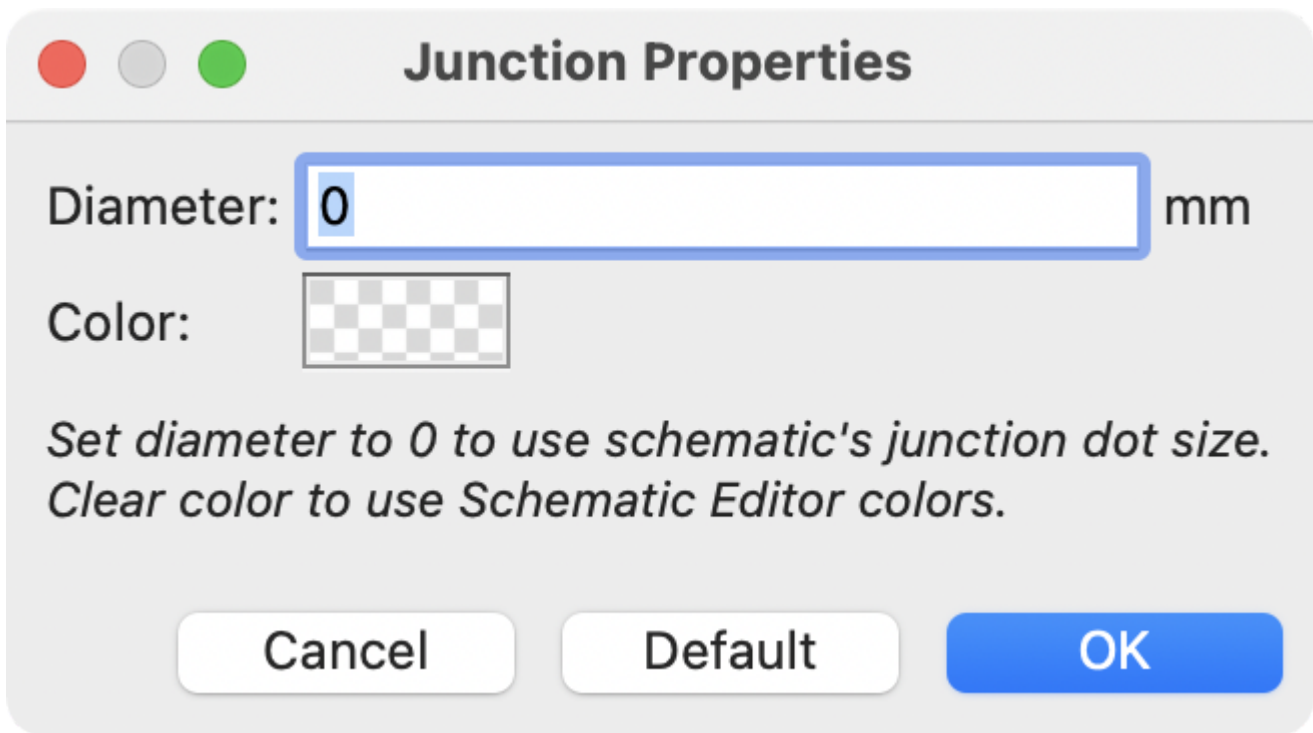 Junction Properties
Diameter: 0 mm
Color:
Set diameter to 0 to use schematic's junction dot size.
Clear color to use Schematic Editor colors.
Cancel Default OK